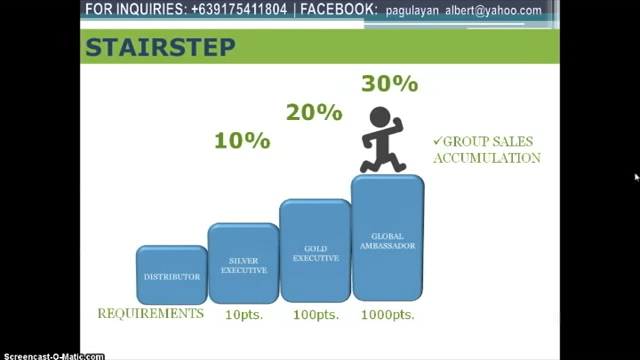 FOR INQUIRIES: +639175411804 | FACEBOOK: pagulayan_albert@yahoo.com
STAIRSTEP
30%
20%
10%
✓GROUP SALES
ACCUMULATION
GLOBAL
AMBASSADOR
GOLD
EXECUTIVE
SILVER
EXECUTIVE
DISTRIBUTOR
REQUIREMENTS 10pts. 100pts. 1000pts.
Screencast-O-Matic.com